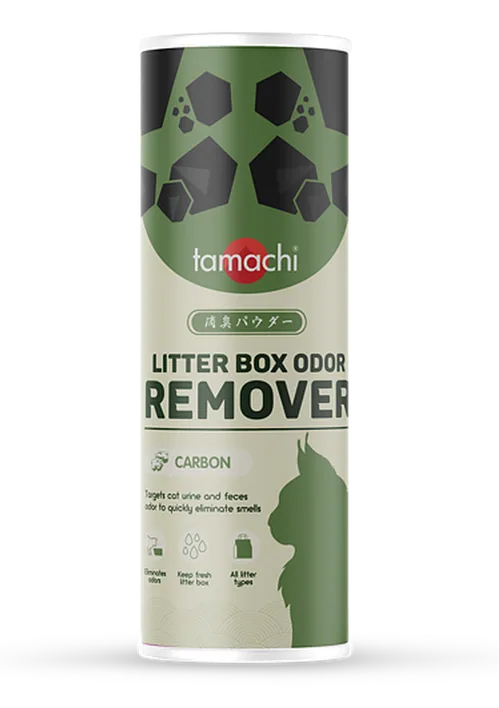 tamachi®
消臭パウダー
LITTER BOX ODOR
REMOVER
CARBON
Targets cat urine and feces
odor to quickly eliminate smells
Eliminates
odors
Keep fresh
litter box
All litter
types